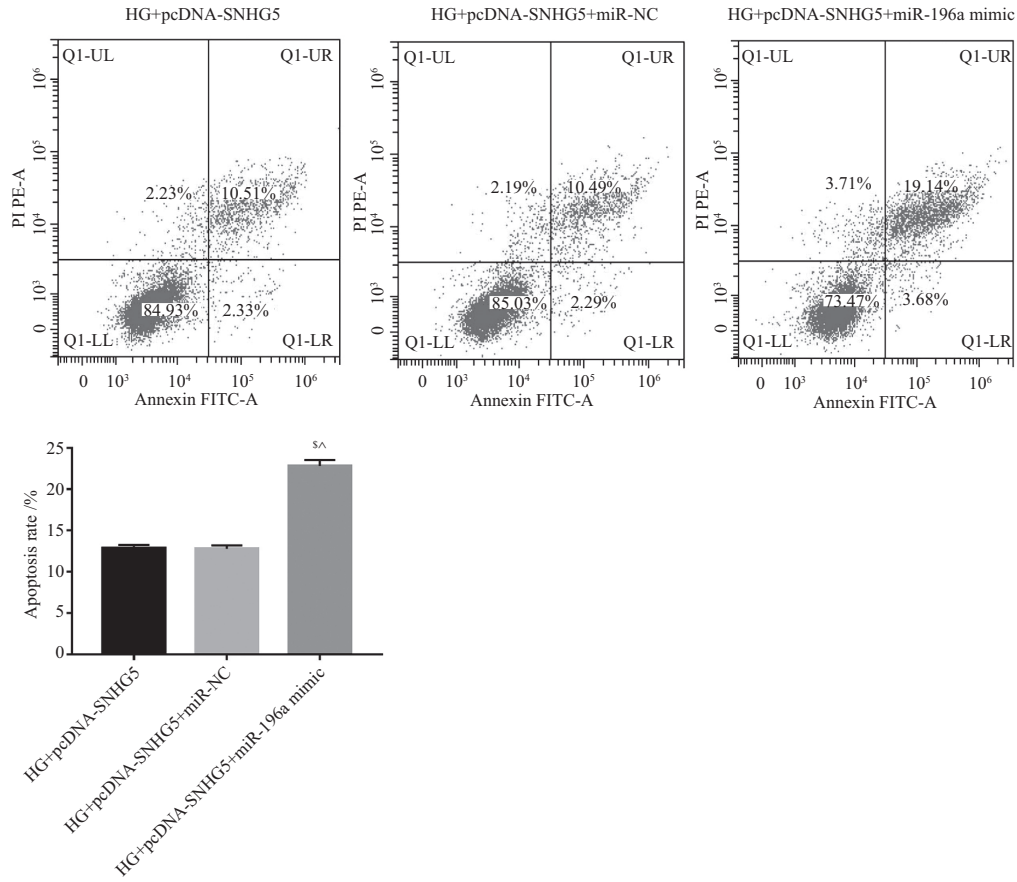 HG+pcDNA-SNHG5
Q1-UL
Q1-UR
10⁶
10⁵
10⁴
10³
0
PI PE-A
2.23%
10.51%
84.93%
2.33%
Q1-LL
Q1-LR
0
10³
10⁴
10⁵
10⁶
Annexin FITC-A
HG+pcDNA-SNHG5+miR-NC
Q1-UL
Q1-UR
10⁶
10⁵
10⁴
10³
0
PI PE-A
2.19%
10.49%
85.03%
2.29%
Q1-LL
Q1-LR
0
10³
10⁴
10⁵
10⁶
Annexin FITC-A
HG+pcDNA-SNHG5+miR-196a mimic
Q1-UL
Q1-UR
10⁶
10⁵
10⁴
10³
0
PI PE-A
3.71%
19.14%
73.47%
3.68%
Q1-LL
Q1-LR
0
10³
10⁴
10⁵
10⁶
Annexin FITC-A
25
20
15
10
5
0
Apoptosis rate /%
$^
HG+pcDNA-SNHG5
HG+pcDNA-SNHG5+miR-NC
HG+pcDNA-SNHG5+miR-196a mimic